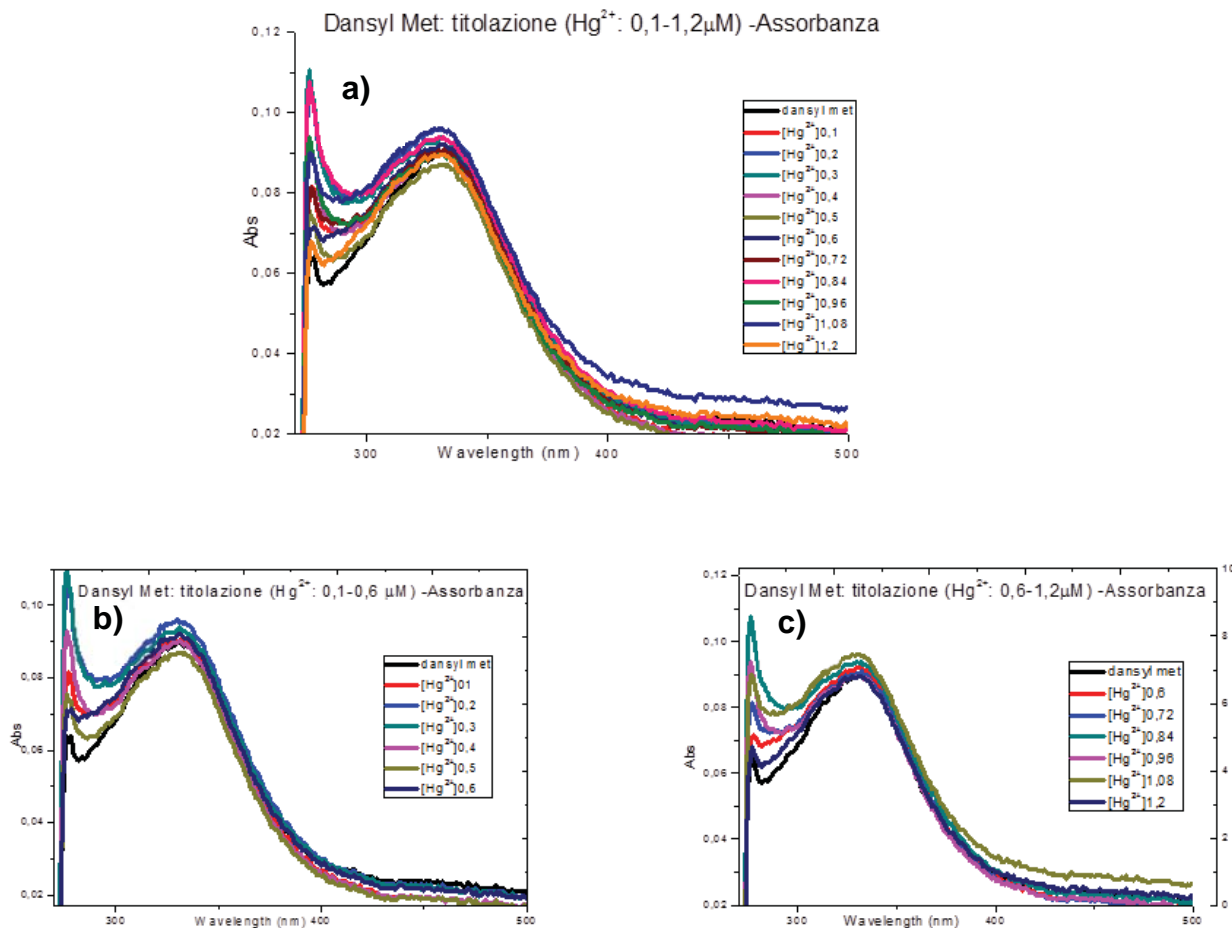 Dansyl Met: titolazione (Hg²⁺: 0,1-1,2μM) -Assorbanza
a)
0,12
0,10
0,08
0,06
0,04
0,02
Abs
300
400
500
Wavelength (nm)
dansyl met
[Hg²⁺]0,1
[Hg²⁺]0,2
[Hg²⁺]0,3
[Hg²⁺]0,4
[Hg²⁺]0,5
[Hg²⁺]0,6
[Hg²⁺]0,72
[Hg²⁺]0,84
[Hg²⁺]0,96
[Hg²⁺]1,08
[Hg²⁺]1,2
Dansyl Met: titolazione (Hg²⁺: 0,1-0,6 μM) -Assorbanza
b)
0,10
0,08
0,06
0,04
0,02
Abs
300
400
500
Wavelength (nm)
dansyl met
[Hg²⁺]01
[Hg²⁺]0,2
[Hg²⁺]0,3
[Hg²⁺]0,4
[Hg²⁺]0,5
[Hg²⁺]0,6
Dansyl Met: titolazione (Hg²⁺: 0,6-1,2μM) -Assorbanza
c)
0,12
0,10
0,08
0,06
0,04
0,02
Abs
300
400
500
Wavelength (nm)
10
8
6
4
2
0
dansyl met
[Hg²⁺]0,6
[Hg²⁺]0,72
[Hg²⁺]0,84
[Hg²⁺]0,96
[Hg²⁺]1,08
[Hg²⁺]1,2